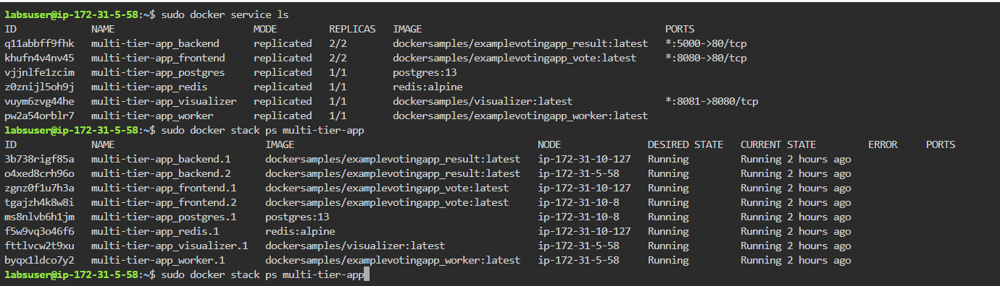 labsuser@ip-172-31-5-58:~$ sudo docker service ls
ID NAME MODE REPLICAS IMAGE PORTS
q11abbff9fhk multi-tier-app_backend replicated 2/2 dockersamples/examplevotingapp_result:latest *:5000->80/tcp
khufn4v4nv45 multi-tier-app_frontend replicated 2/2 dockersamples/examplevotingapp_vote:latest *:8080->80/tcp
vjjnlfe1zcim multi-tier-app_postgres replicated 1/1 postgres:13
z0znijl5oh9j multi-tier-app_redis replicated 1/1 redis:alpine
vuym6zvg44he multi-tier-app_visualizer replicated 1/1 dockersamples/visualizer:latest *:8081->8080/tcp
pw2a54orblr7 multi-tier-app_worker replicated 1/1 dockersamples/examplevotingapp_worker:latest
labsuser@ip-172-31-5-58:~$ sudo docker stack ps multi-tier-app
ID NAME IMAGE NODE DESIRED STATE CURRENT STATE ERROR PORTS
3b738rigf85a multi-tier-app_backend.1 dockersamples/examplevotingapp_result:latest ip-172-31-10-127 Running Running 2 hours ago
o4xed8crh96o multi-tier-app_backend.2 dockersamples/examplevotingapp_result:latest ip-172-31-5-58 Running Running 2 hours ago
zgnz0f1u7h3a multi-tier-app_frontend.1 dockersamples/examplevotingapp_vote:latest ip-172-31-10-127 Running Running 2 hours ago
tgajzh4k8w8i multi-tier-app_frontend.2 dockersamples/examplevotingapp_vote:latest ip-172-31-10-8 Running Running 2 hours ago
ms8nlvb6h1jm multi-tier-app_postgres.1 postgres:13 ip-172-31-10-8 Running Running 2 hours ago
f5w9vq3o46f6 multi-tier-app_redis.1 redis:alpine ip-172-31-10-127 Running Running 2 hours ago
fttlvcw2t9xu multi-tier-app_visualizer.1 dockersamples/visualizer:latest ip-172-31-5-58 Running Running 2 hours ago
byqx1ldco7y2 multi-tier-app_worker.1 dockersamples/examplevotingapp_worker:latest ip-172-31-5-58 Running Running 2 hours ago
labsuser@ip-172-31-5-58:~$ sudo docker stack ps multi-tier-app